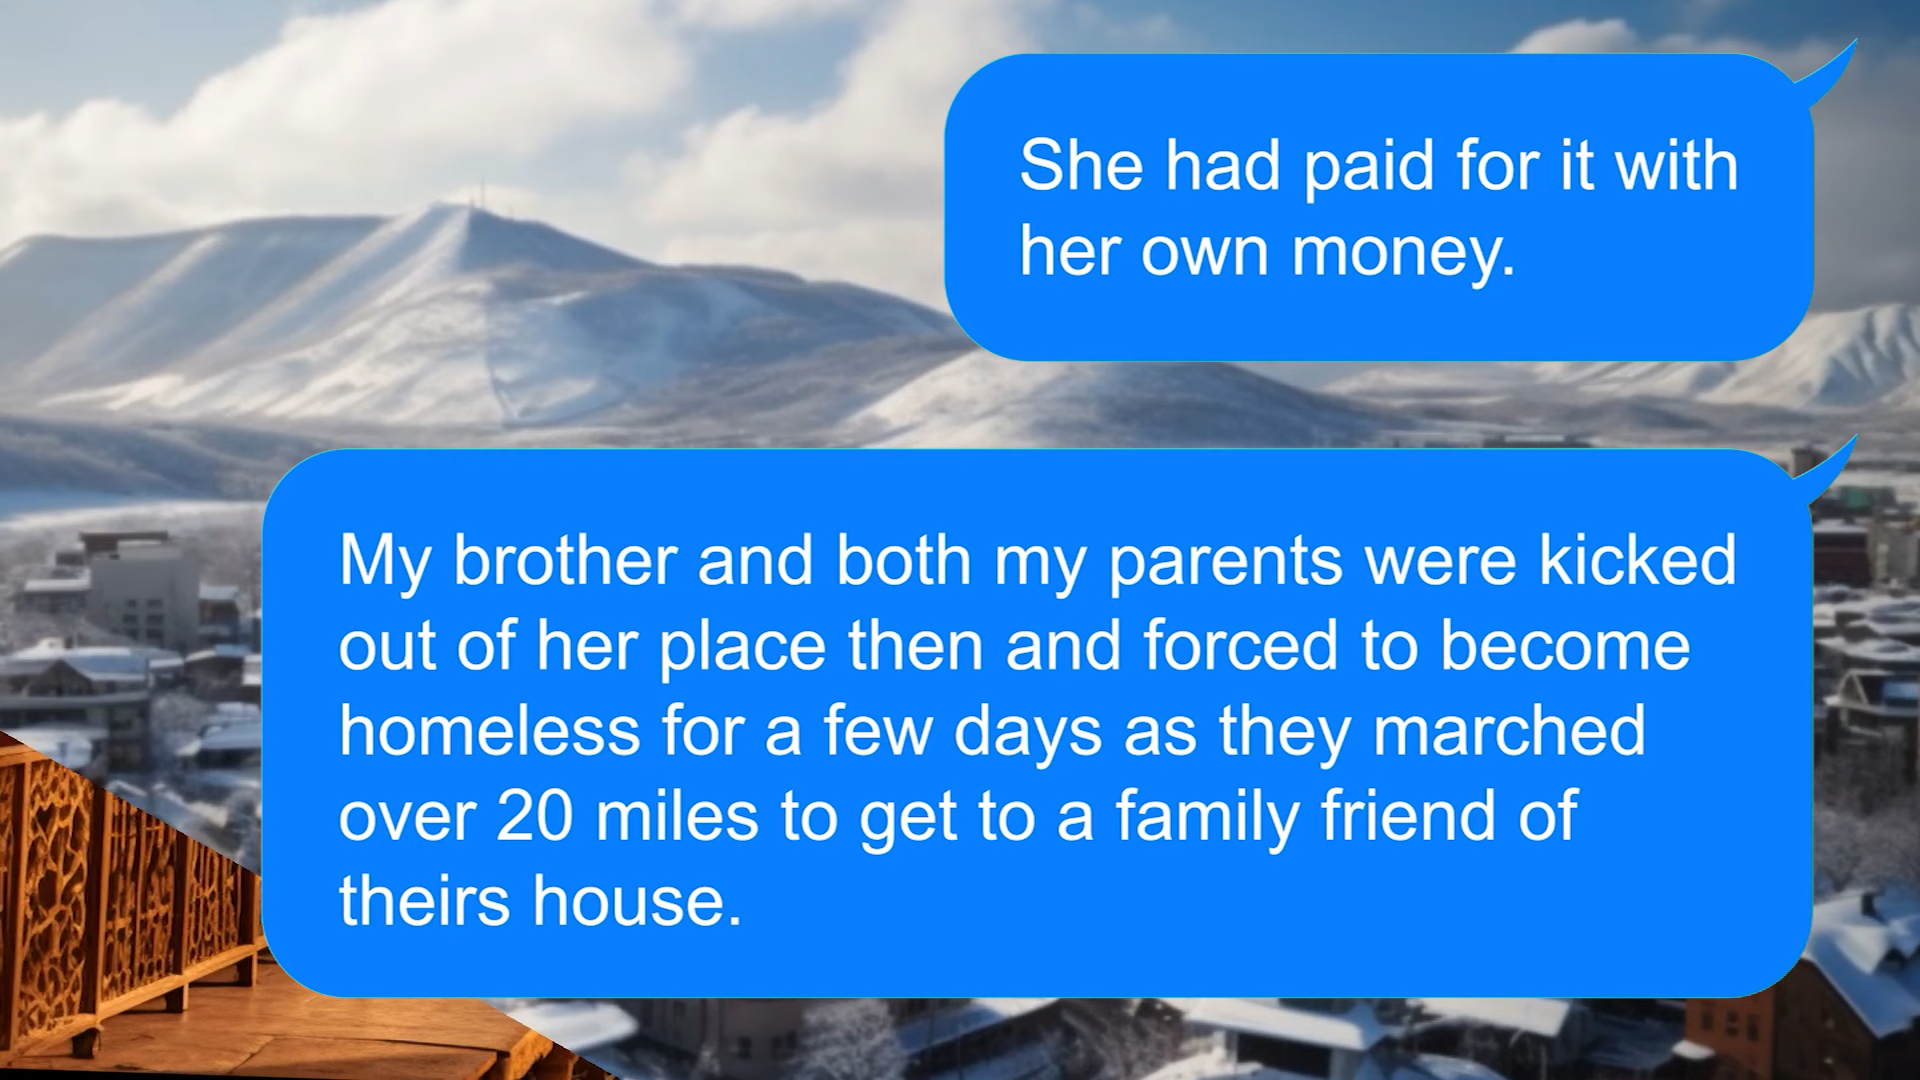 She had paid for it with
her own money.
My brother and both my parents were kicked
out of her place then and forced to become
homeless for a few days as they marched
over 20 miles to get to a family friend of
theirs house.